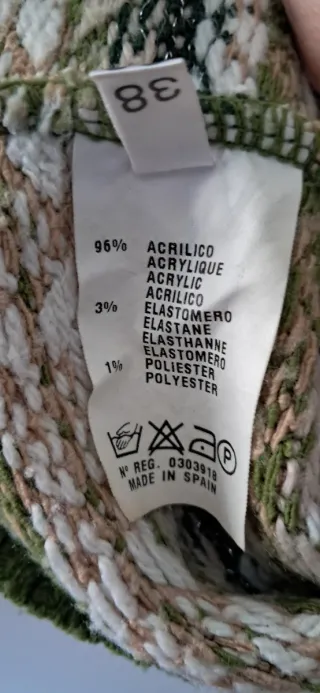 38
96% ACRILICO
ACRYLIQUE
ACRYLIC
ACRILICO
3% ELASTOMERO
ELASTANE
ELASTHANNE
ELASTOMERO
1% POLIESTER
POLYESTER
P
Nº REG. 0303918
MADE IN SPAIN